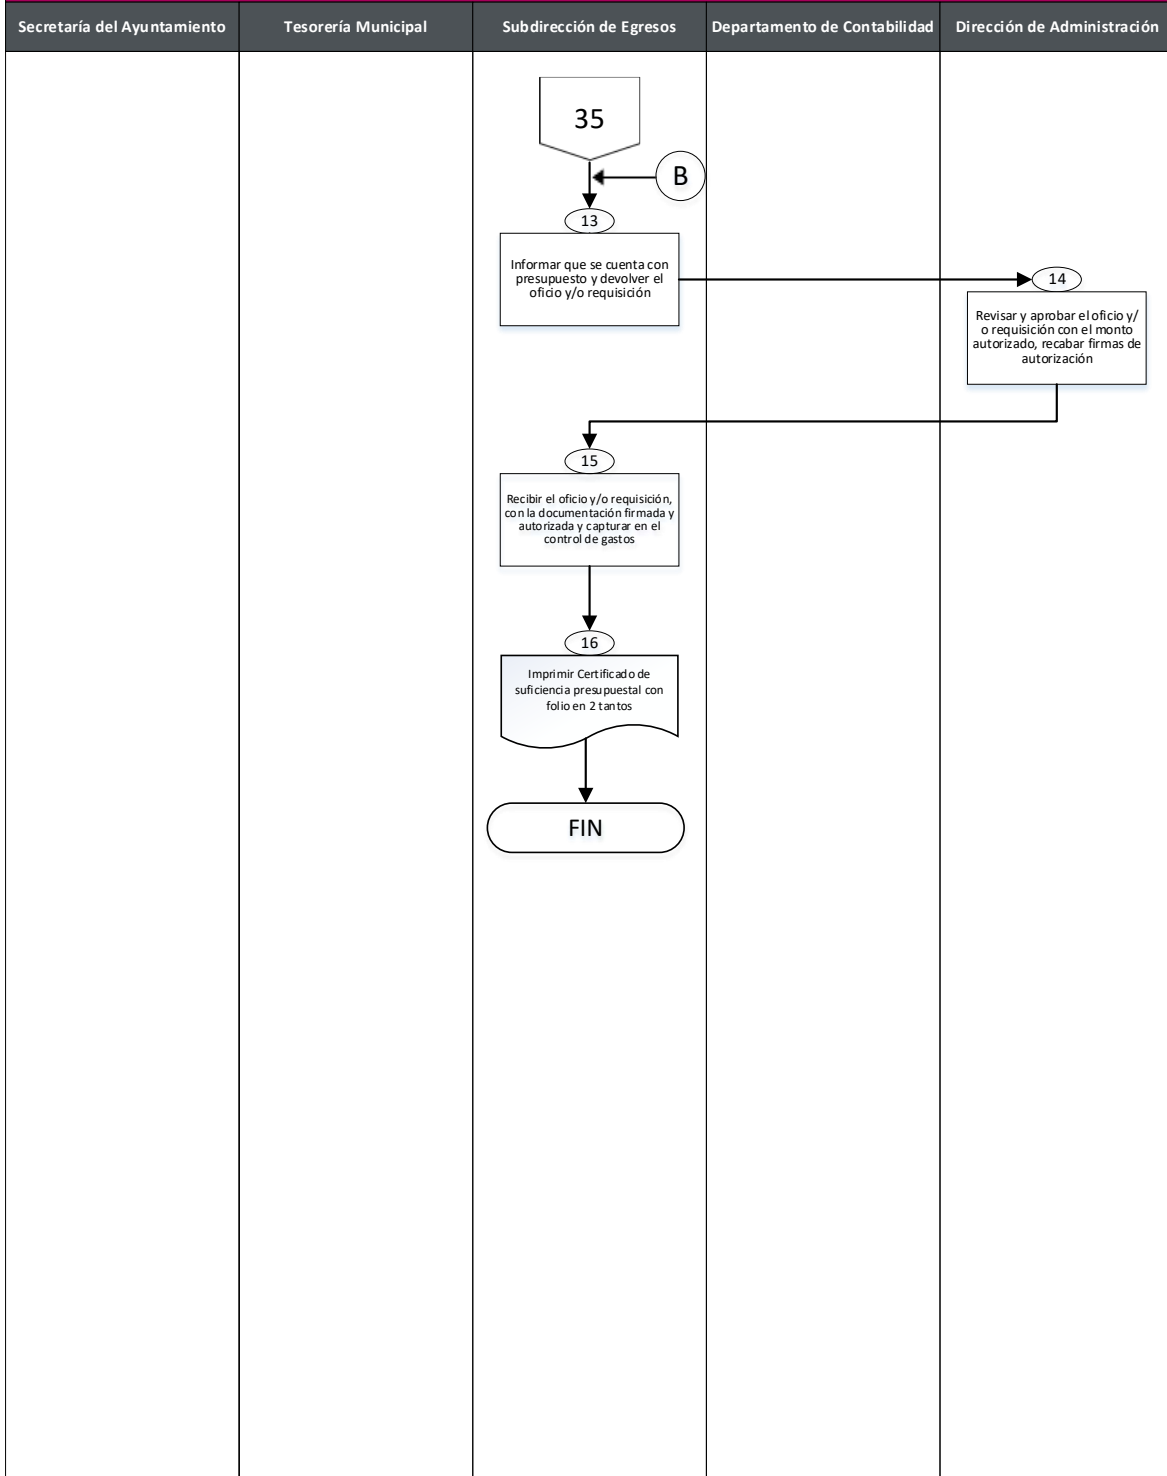 Secretaría del Ayuntamiento
Tesorería Municipal
Subdirección de Egresos
Departamento de Contabilidad
Dirección de Administración
35
B
13
Informar que se cuenta con
presupuesto y devolver el
oficio y/o requisición
14
Revisar y aprobar el oficio y/
o requisición con el monto
autorizado, recabar firmas de
autorización
15
Recibir el oficio y/o requisición,
con la documentación firmada y
autorizada y capturar en el
control de gastos
16
Imprimir Certificado de
suficiencia presupuestal con
folio en 2 tantos
FIN